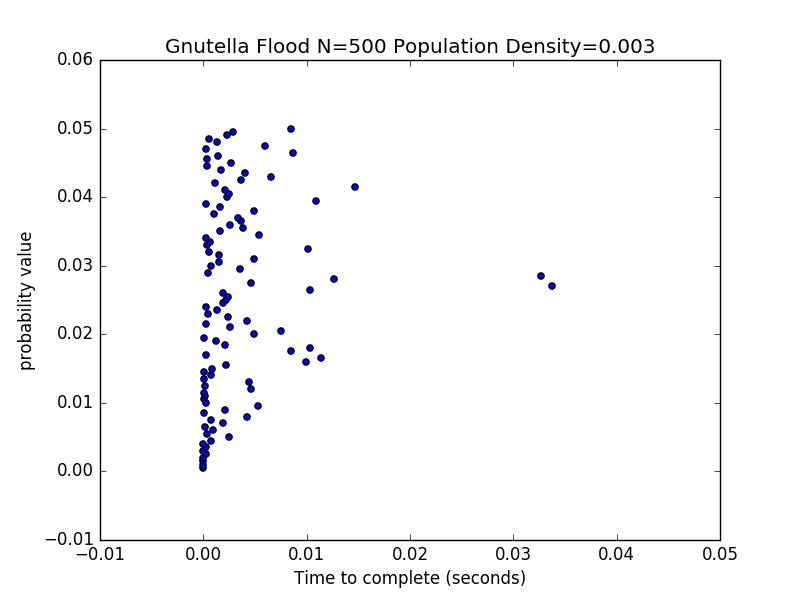 Gnutella Flood N=500 Population Density=0.003
0.06
0.05
0.04
0.03
0.02
0.01
0.00
−0.01
probability value
−0.01 0.00 0.01 0.02 0.03 0.04 0.05
Time to complete (seconds)